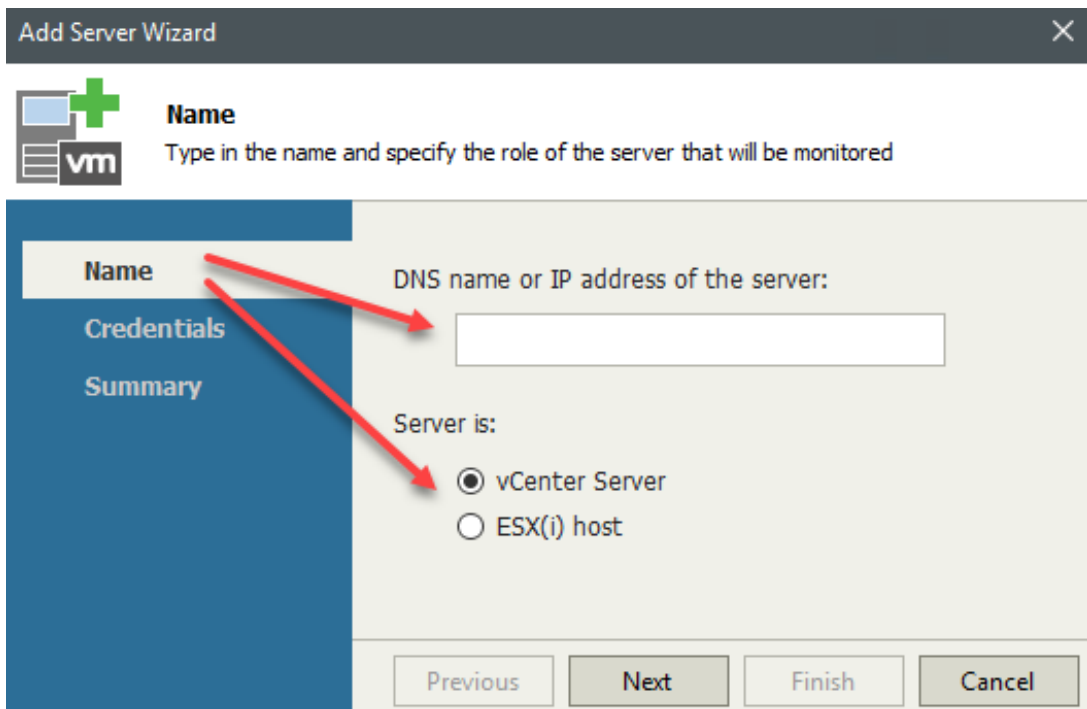 Add Server Wizard
vm
Name
Type in the name and specify the role of the server that will be monitored
Name
Credentials
Summary
DNS name or IP address of the server:
Server is:
vCenter Server
ESX(i) host
Previous Next Finish Cancel